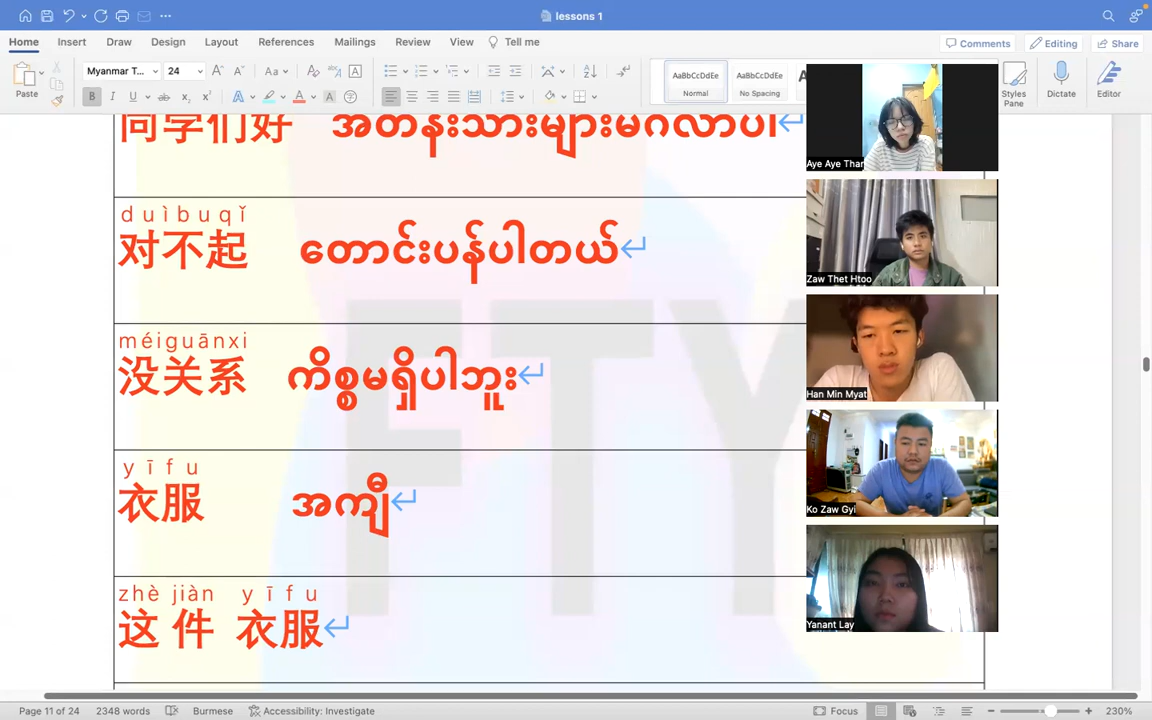 lessons 1
Home Insert Draw Design Layout References Mailings Review View Tell me Comments Editing Share
Paste Myanmar T... 24 Aa AaBbCcDdEe Normal AaBbCcDdEe No Spacing Styles Pane Dictate Editor
同学们好 အတန်းသားများမင်္ဂလာပါ
duìbuqǐ
对不起 တောင်းပန်ပါတယ်
méiguānxi
没关系 ကိစ္စမရှိပါဘူး
yīfu
衣服 အကျီ
zhè jiàn yīfu
这件 衣服
FTY
Aye Aye Thar
Zaw Thet Htoo
Han Min Myat
Ko Zaw Gyi
Yanant Lay
Page 11 of 24 2348 words Burmese Accessibility: Investigate Focus 230%